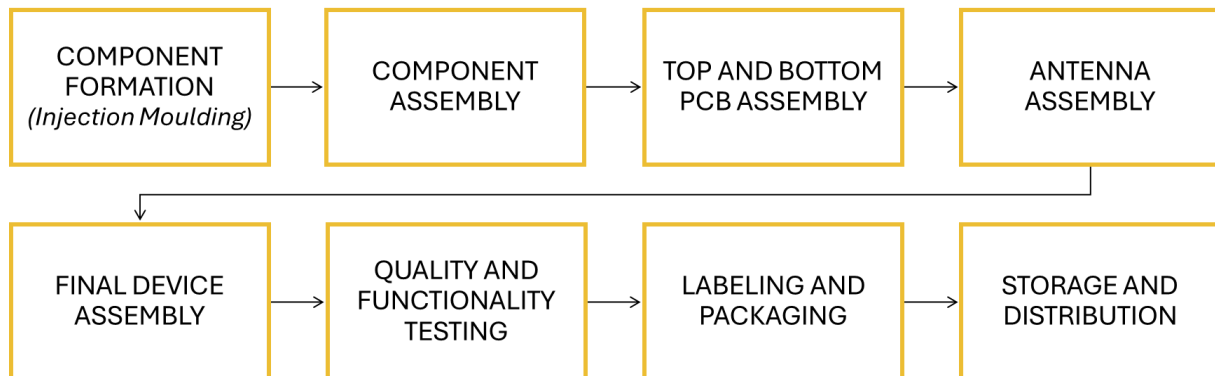 COMPONENT
FORMATION
(Injection Moulding)
COMPONENT
ASSEMBLY
TOP AND BOTTOM
PCB ASSEMBLY
ANTENNA
ASSEMBLY
FINAL DEVICE
ASSEMBLY
QUALITY AND
FUNCTIONALITY
TESTING
LABELING AND
PACKAGING
STORAGE AND
DISTRIBUTION